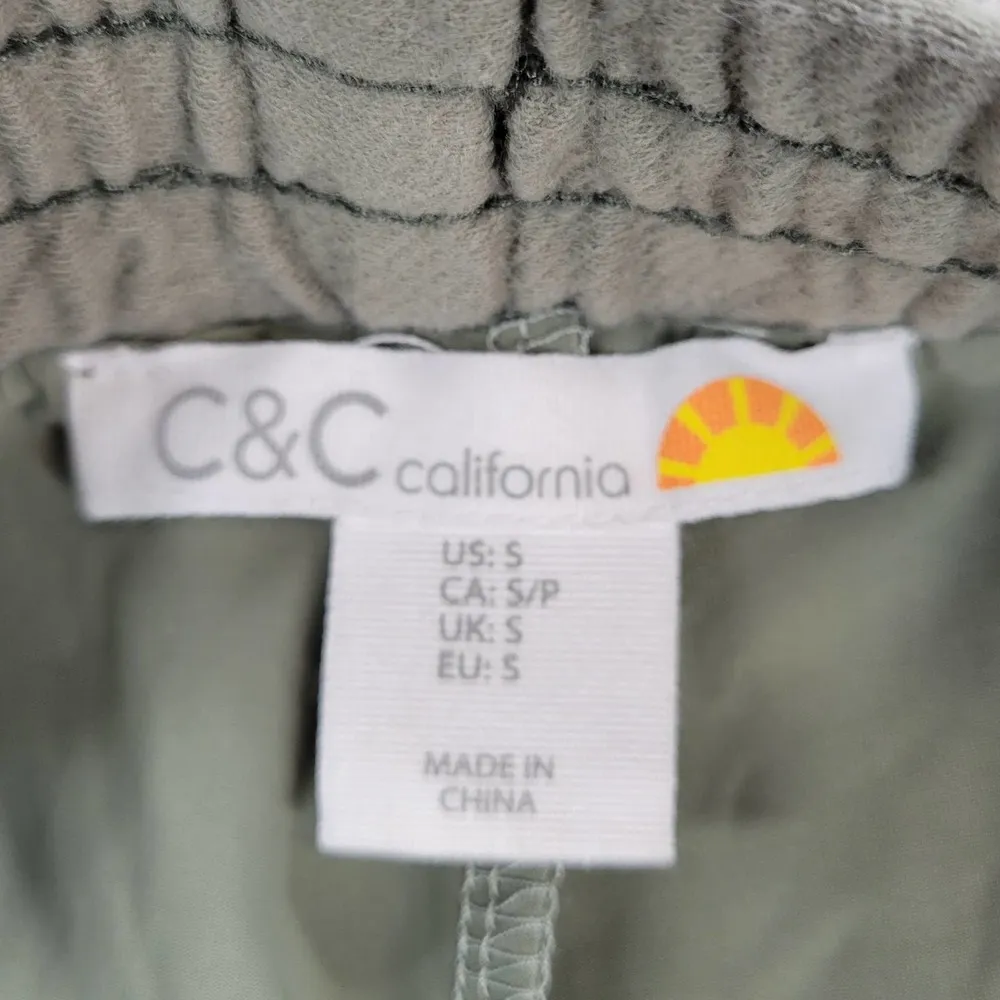 C&C california
US: S
CA: S/P
UK: S
EU: S
MADE IN
CHINA